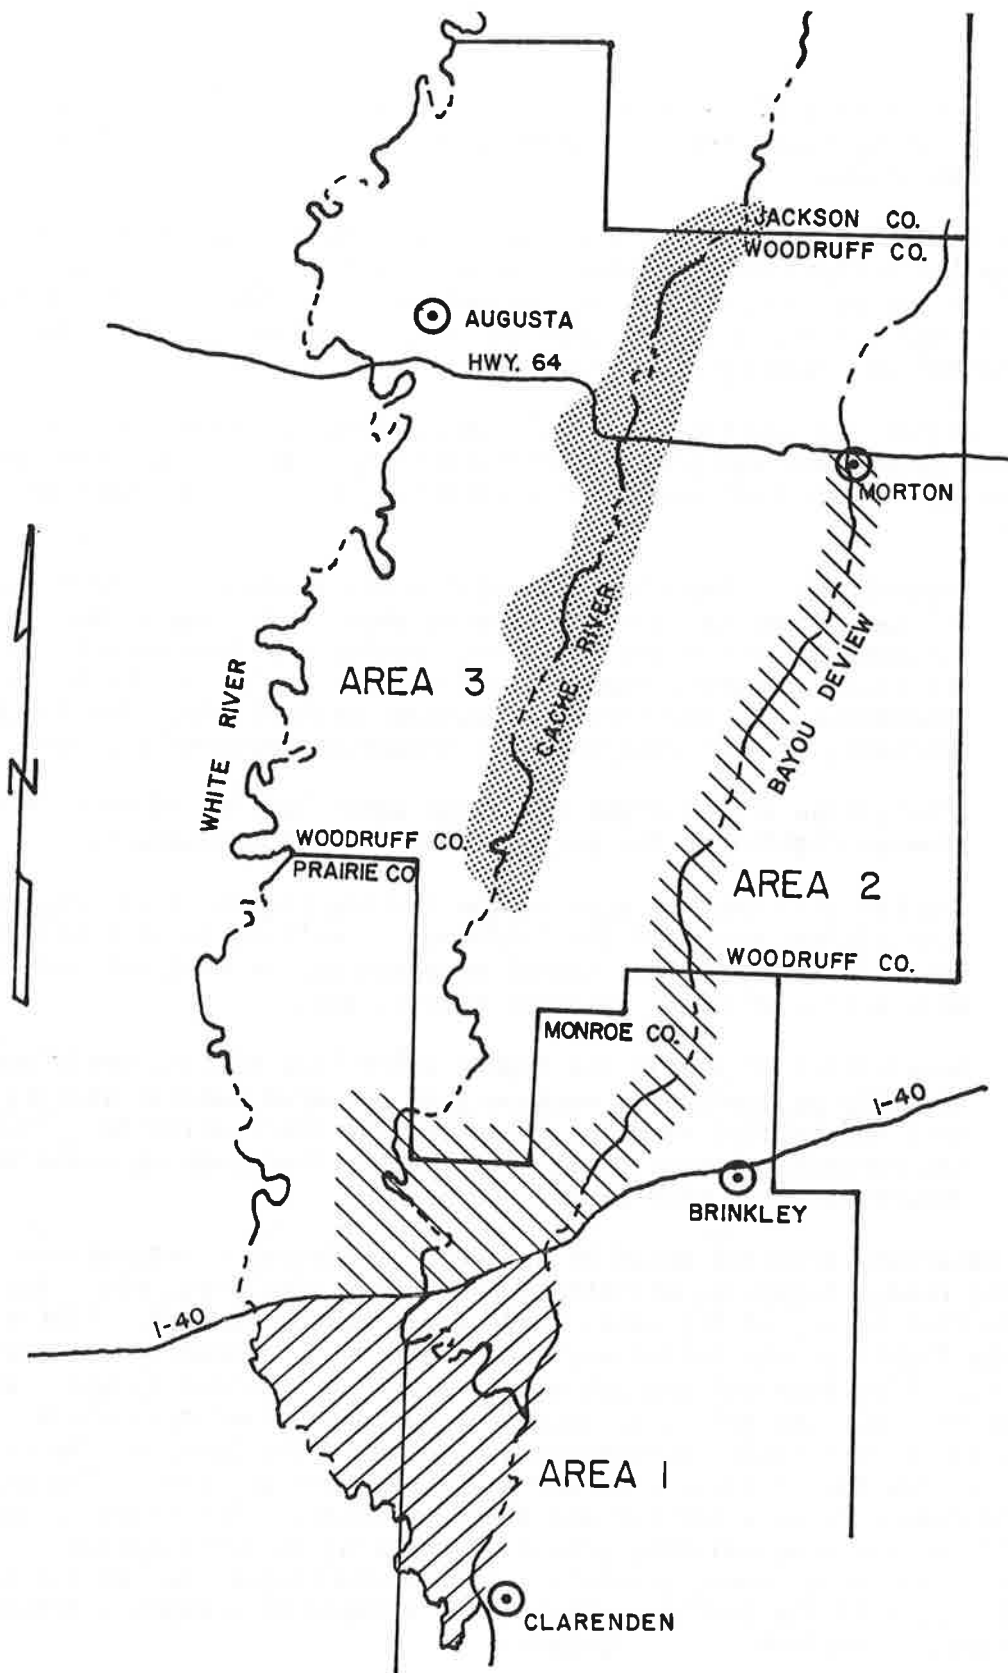 JACKSON CO.
WOODRUFF CO.
AUGUSTA
HWY. 64
MORTON
CACHE RIVER
BAYOU DEVIEW
AREA 3
WHITE RIVER
N
WOODRUFF CO.
PRAIRIE CO
AREA 2
WOODRUFF CO.
MONROE CO.
I-40
BRINKLEY
I-40
AREA 1
CLARENDEN